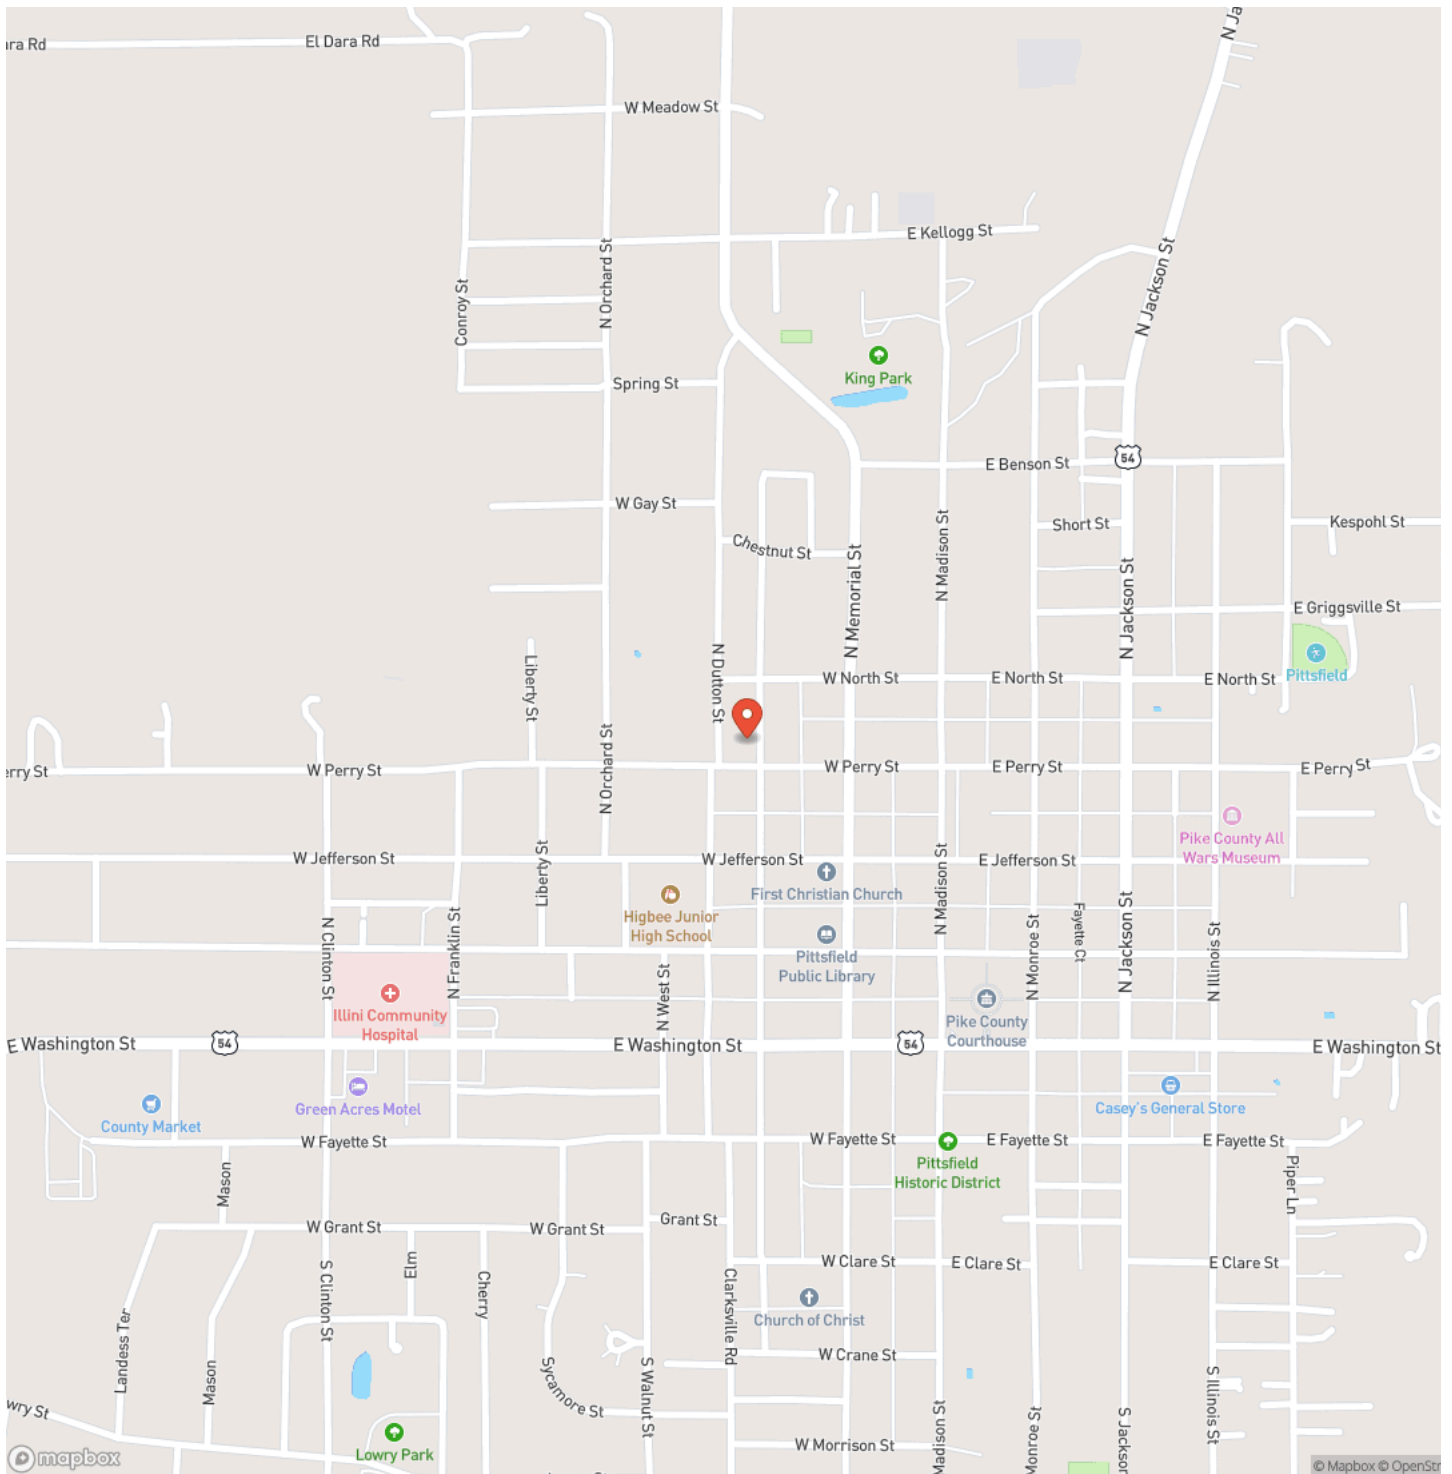 ara Rd
El Dara Rd
N Ja
W Meadow St
E Kellogg St
N Orchard St
Conroy St
N Jackson St
King Park
Spring St
54
E Benson St
W Gay St
Short St
Kespohl St
Chestnut St
N Madison St
N Memorial St
N Jackson St
E Griggsville St
N Dutton St
Liberty St
W North St
E North St
E North St
Pittsfield
N Orchard St
erry St
W Perry St
W Perry St
E Perry St
E Perry St
Pike County All
Wars Museum
W Jefferson St
W Jefferson St
E Jefferson St
Liberty St
First Christian Church
N Madison St
Higbee Junior
High School
N Clinton St
N Franklin St
N West St
Pittsfield
Public Library
N Monroe St
Fayette Ct
N Jackson St
N Illinois St
Illini Community
Hospital
Pike County
Courthouse
E Washington St
54
E Washington St
54
E Washington St
County Market
Green Acres Motel
Casey's General Store
W Fayette St
W Fayette St
E Fayette St
E Fayette St
Pittsfield
Historic District
Mason
Piper Ln
W Grant St
W Grant St
Grant St
Elm
W Clare St
E Clare St
E Clare St
S Clinton St
Cherry
Clarksville Rd
Church of Christ
Landess Ter
Mason
Sycamore St
S Walnut St
W Crane St
S Illinois St
wry St
Lowry Park
W Morrison St
Madison St
Monroe St
S Jackson
mapbox
© Mapbox © OpenStr